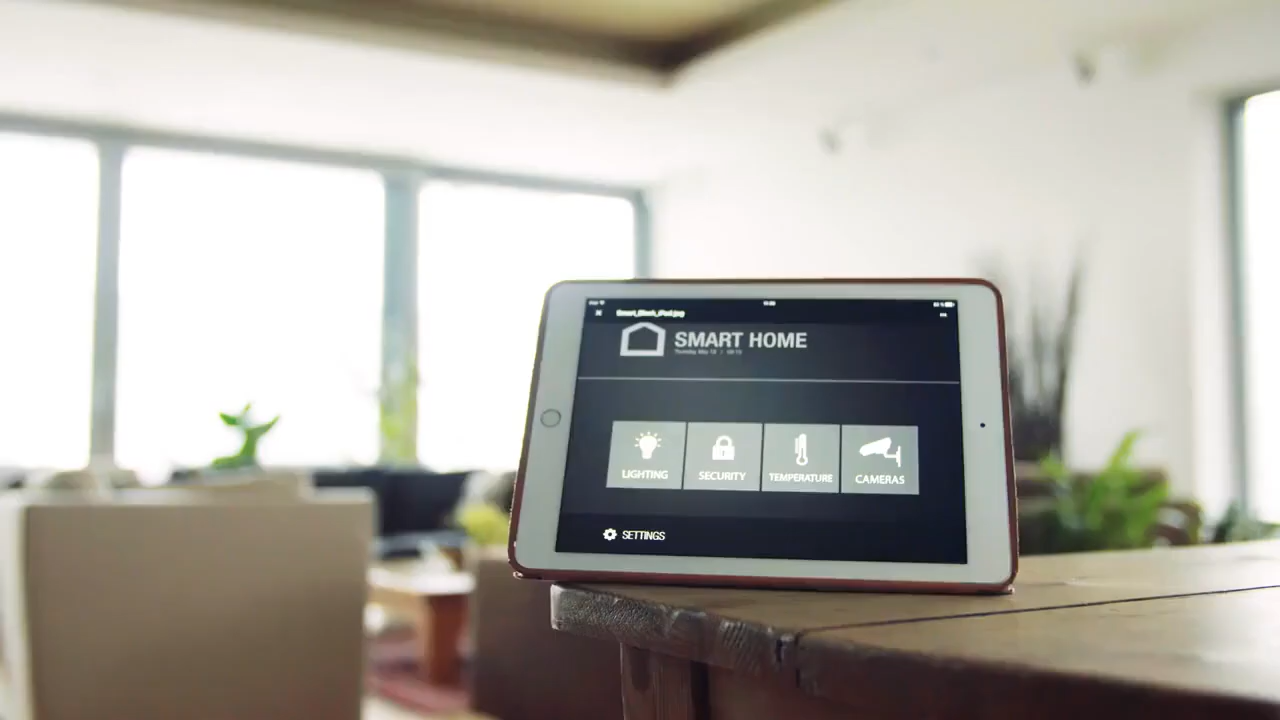 SMART HOME
LIGHTING
SECURITY
TEMPERATURE
CAMERAS
SETTINGS